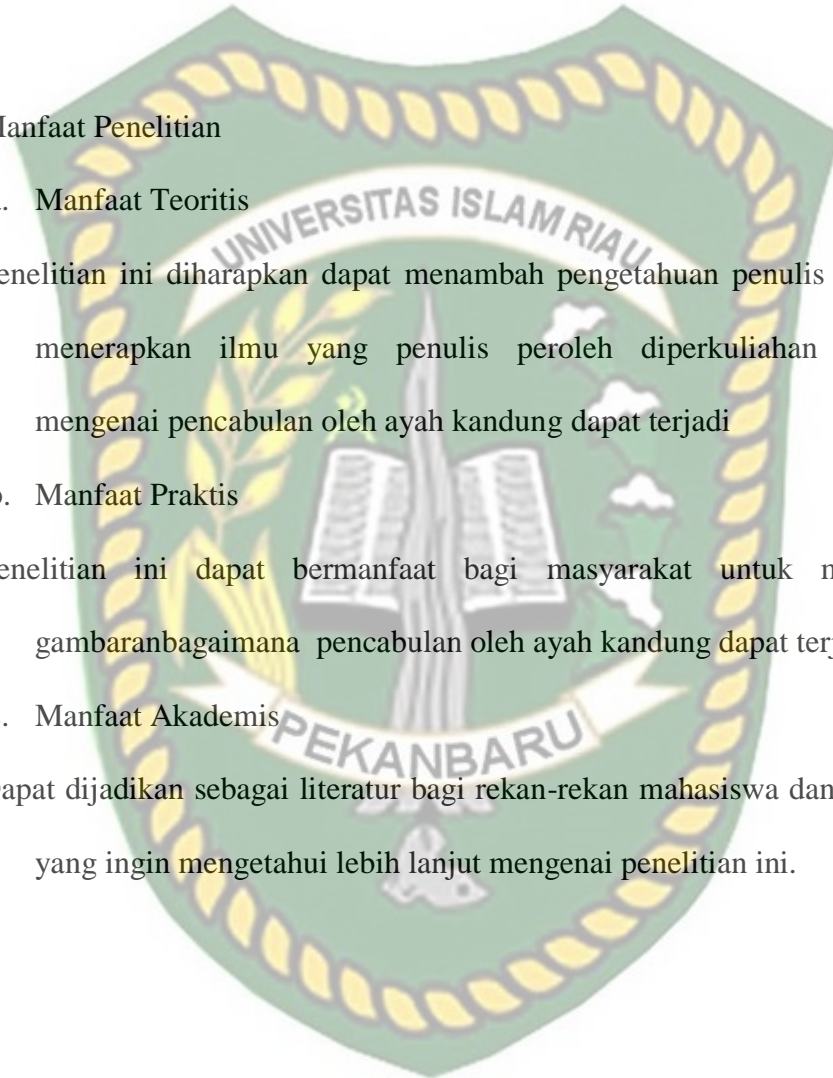 Manfaat Penelitian
Manfaat Teoritis
UNIVERSITAS ISLAM RIAU
enelitian ini diharapkan dapat menambah pengetahuan penulis
menerapkan ilmu yang penulis peroleh diperkuliahan
mengenai pencabulan oleh ayah kandung dapat terjadi
Manfaat Praktis
enelitian ini dapat bermanfaat bagi masyarakat untuk
gambaranbagaimana pencabulan oleh ayah kandung dapat
Manfaat Akademis
PEKANBARU
apat dijadikan sebagai literatur bagi rekan-rekan mahasiswa dan
yang ingin mengetahui lebih lanjut mengenai penelitian ini.